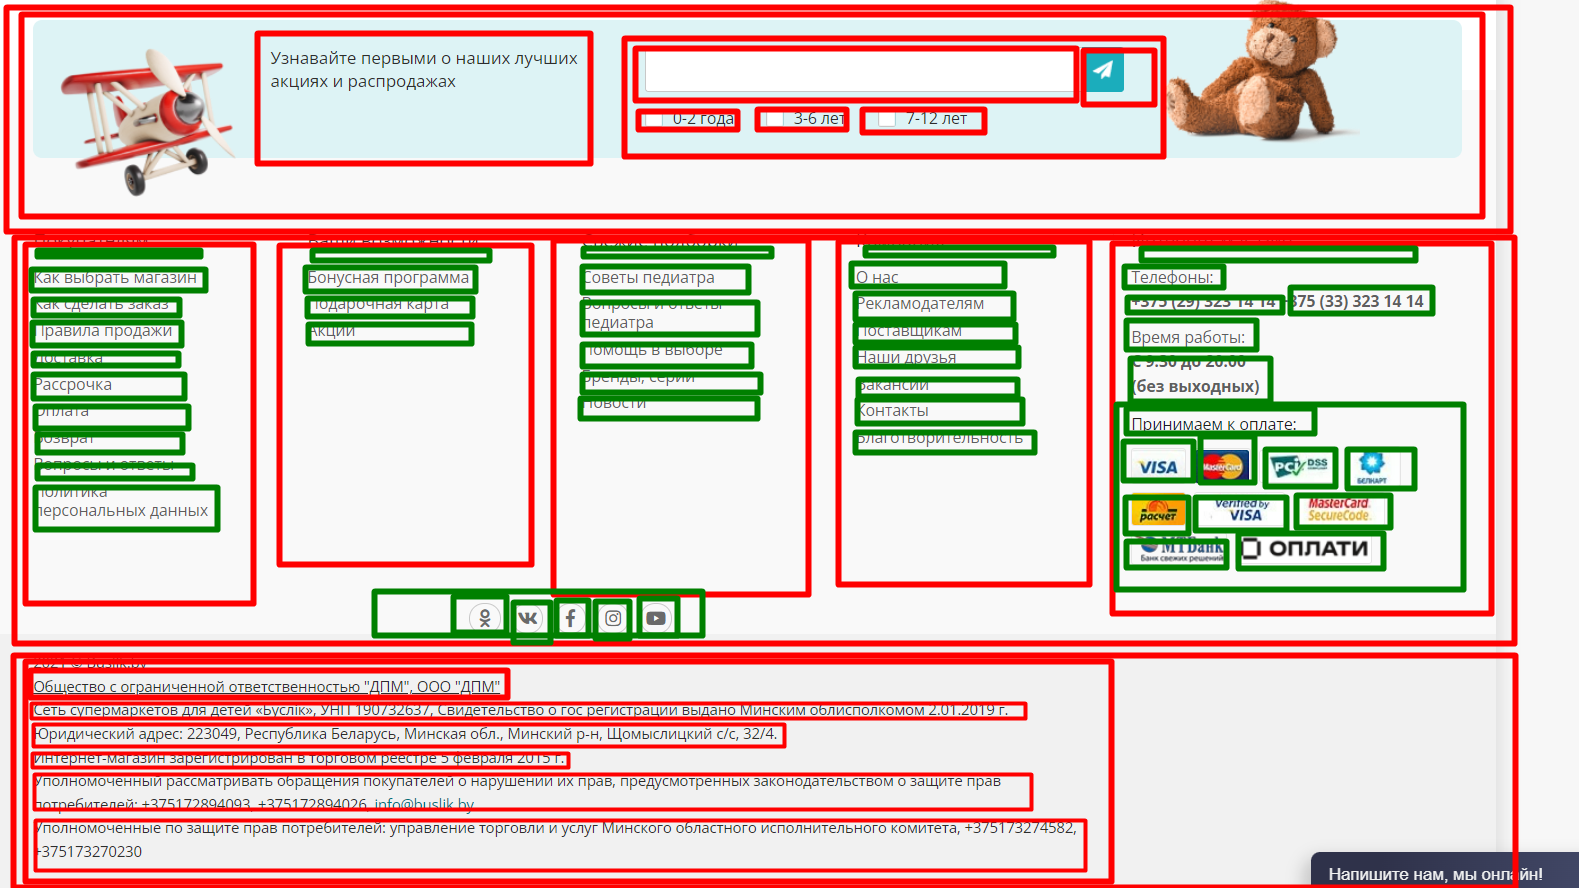 Узнавайте первыми о наших лучших
акциях и распродажах
0-2 года
3-6 лет
7-12 лет
Как выбрать магазин
Как сделать заказ
Правила продажи
Доставка
Рассрочка
Оплата
Возврат
Вопросы и ответы
Политика
персональных данных
Бонусная программа
Подарочная карта
Акции
Советы педиатра
Вопросы и ответы
педиатра
Помощь в выборе
Бренды, серии
Новости
О нас
Рекламодателям
Поставщикам
Наши друзья
Вакансии
Контакты
Благотворительность
Телефоны:
+375 (29) 323 14 14 +375 (33) 323 14 14
Время работы:
С 9.30 до 20.00
(без выходных)
Принимаем к оплате:
VISA
MasterCard
PCI DSS
БЕЛКАРТ
расчет
Verified by
VISA
MasterCard.
SecureCode.
МТBank
Банк свежих решений
ОПЛАТИ
2021 © Buslik.by
Общество с ограниченной ответственностью "ДПМ", ООО "ДПМ"
Сеть супермаркетов для детей «Буслiк», УНП 190732637, Свидетельство о гос регистрации выдано Минским облисполкомом 2.01.2019 г.
Юридический адрес: 223049, Республика Беларусь, Минская обл., Минский р-н, Щомыслицкий с/с, 32/4.
Интернет-магазин зарегистрирован в торговом реестре 5 февраля 2015 г.
Уполномоченный рассматривать обращения покупателей о нарушении их прав, предусмотренных законодательством о защите прав
потребителей: +375172894093, +375172894026, info@buslik.by
Уполномоченные по защите прав потребителей: управление торговли и услуг Минского областного исполнительного комитета, +375173274582,
+375173270230
Напишите нам, мы онлайн!